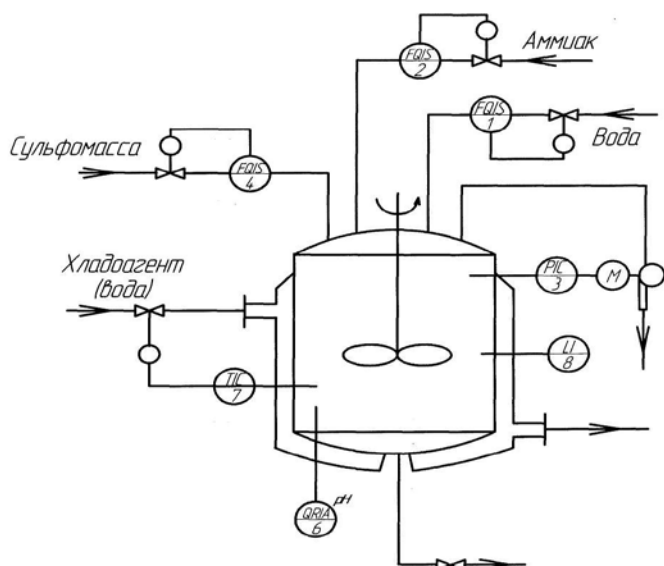 FQIS
2
Аммиак
FQIS
1
Вода
Сульфомасса
FQIS
4
Хладоагент
(вода)
PIC
3
М
LI
8
TIC
7
pH
QRIA
6